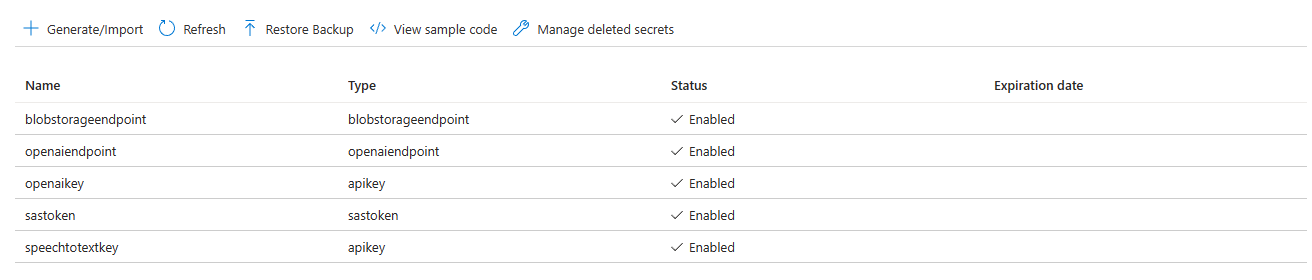 Generate/Import Refresh Restore Backup View sample code Manage deleted secrets
Name Type Status Expiration date
blobstorageendpoint blobstorageendpoint Enabled
openaiendpoint openaiendpoint Enabled
openaikey apikey Enabled
sastoken sastoken Enabled
speechtotextkey apikey Enabled